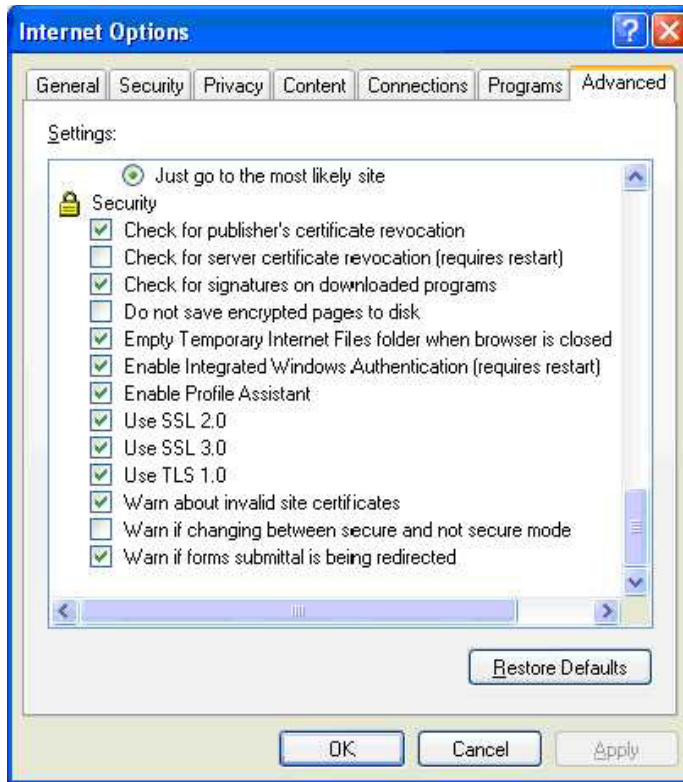 Internet Options
General Security Privacy Content Connections Programs Advanced
Settings:
Just go to the most likely site
Security
Check for publisher's certificate revocation
Check for server certificate revocation (requires restart)
Check for signatures on downloaded programs
Do not save encrypted pages to disk
Empty Temporary Internet Files folder when browser is closed
Enable Integrated Windows Authentication (requires restart)
Enable Profile Assistant
Use SSL 2.0
Use SSL 3.0
Use TLS 1.0
Warn about invalid site certificates
Warn if changing between secure and not secure mode
Warn if forms submittal is being redirected
Restore Defaults
OK Cancel Apply